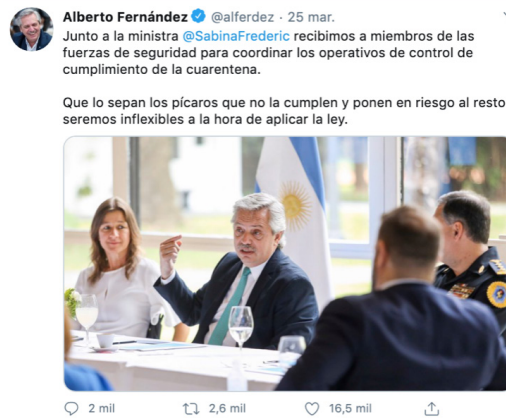 Alberto Fernández @alferdez · 25 mar.
Junto a la ministra @SabinaFrederic recibimos a miembros de las
fuerzas de seguridad para coordinar los operativos de control de
cumplimiento de la cuarentena.
Que lo sepan los pícaros que no la cumplen y ponen en riesgo al resto
seremos inflexibles a la hora de aplicar la ley.
2 mil 2,6 mil 16,5 mil